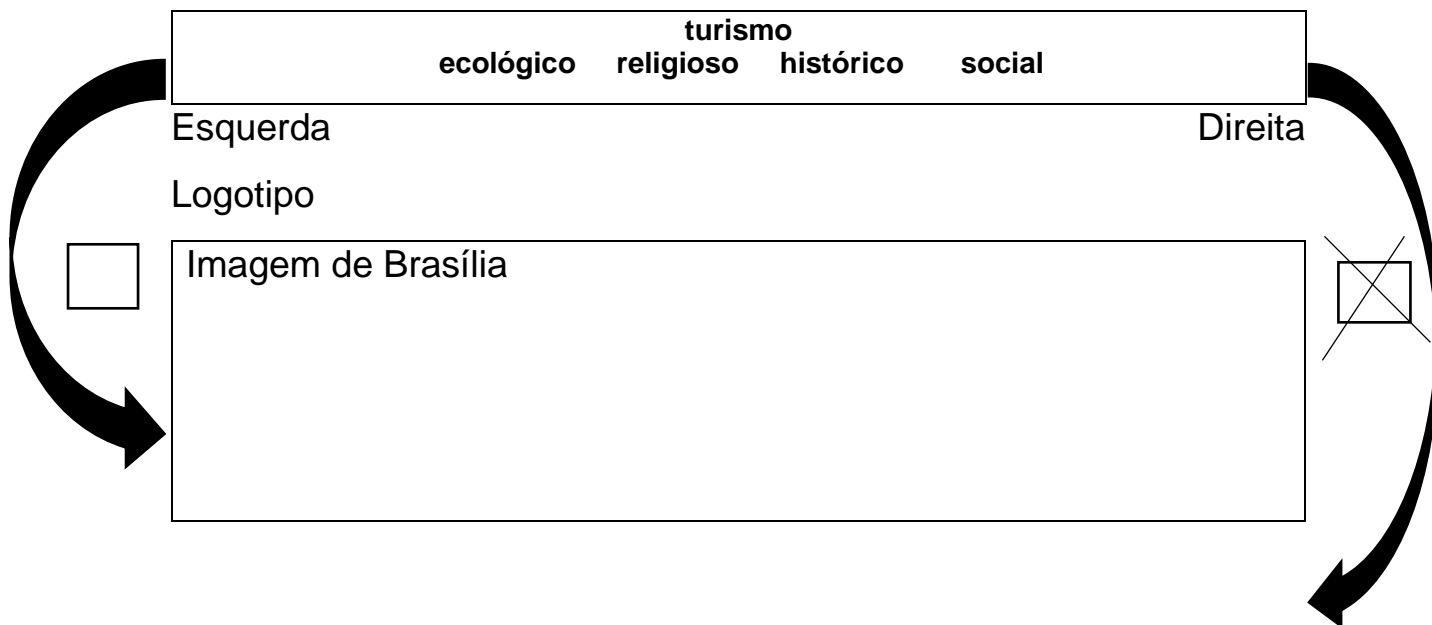 turismo
ecológico religioso histórico social
Esquerda Direita
Logotipo
Imagem de Brasília